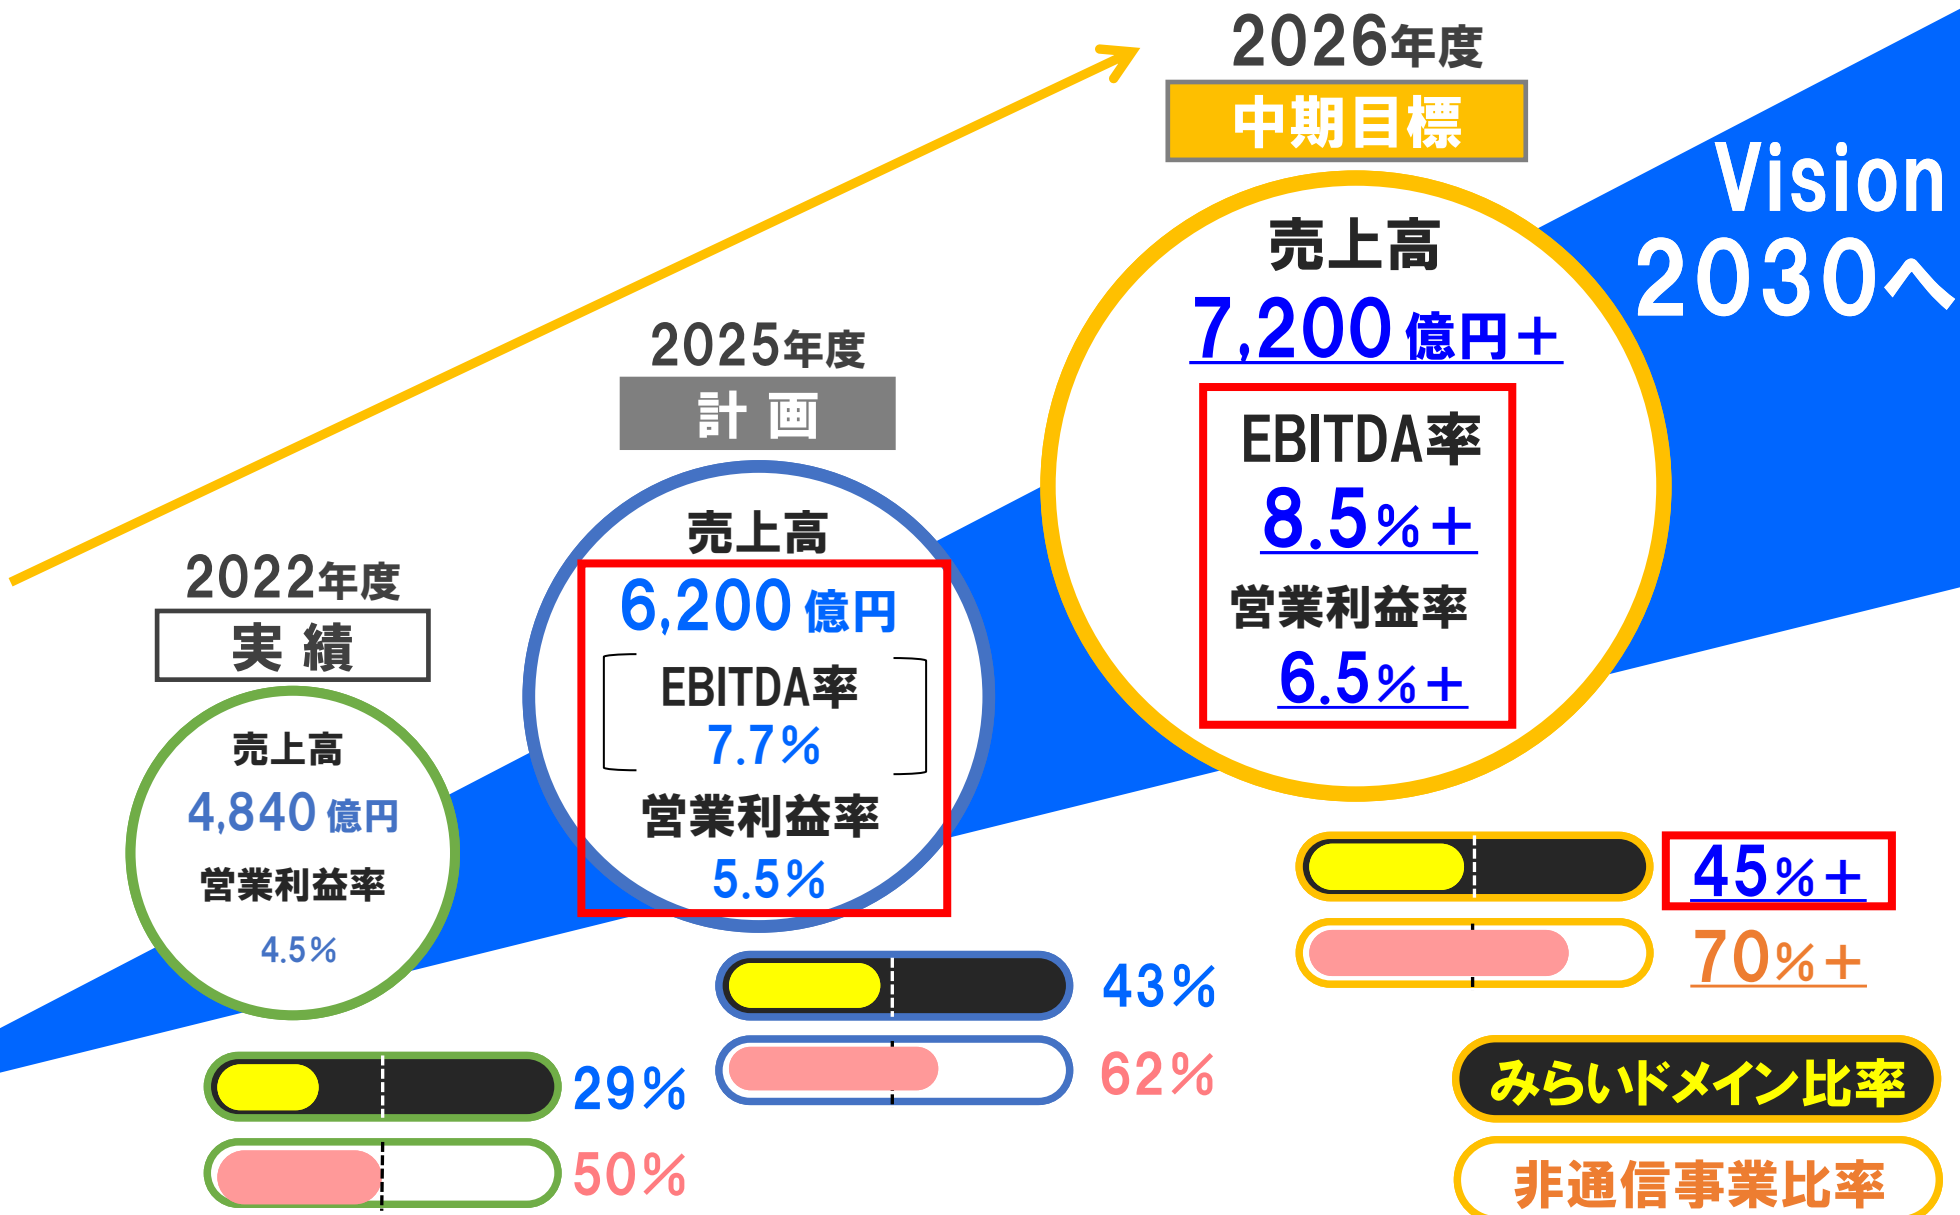 2022年度
実 績
売上高
4,840 億円
営業利益率
4.5%
29%
50%
2025年度
計 画
売上高
6,200 億円
EBITDA率
7.7%
営業利益率
5.5%
43%
62%
2026年度
中期目標
売上高
7,200 億円+
EBITDA率
8.5%+
営業利益率
6.5%+
45%+
70%+
Vision
2030へ
みらいドメイン比率
非通信事業比率